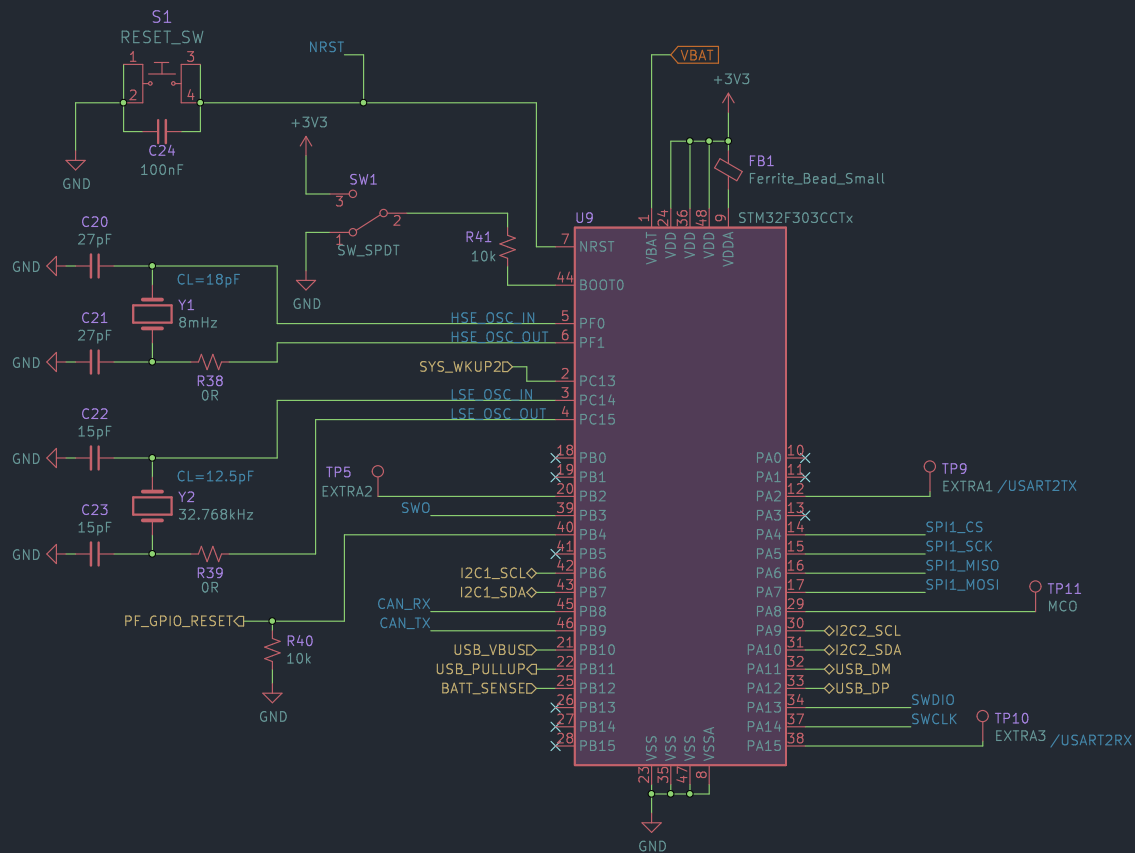 S1
RESET_SW
1
3
2
4
C24
100nF
GND
NRST
+3V3
SW1
3
2
1
SW_SPDT
GND
R41
10k
VBAT
+3V3
FB1
Ferrite_Bead_Small
U9
STM32F303CCTx
1
24
36
48
9
VBAT
VDD
VDD
VDD
VDDA
C20
27pF
GND
CL=18pF
Y1
8mHz
C21
27pF
GND
R38
0R
C22
15pF
GND
CL=12.5pF
Y2
32.768kHz
C23
15pF
GND
R39
0R
7 NRST
44 BOOT0
HSE_OSC_IN 5 PF0
HSE_OSC_OUT 6 PF1
SYS_WKUP2 2 PC13
LSE_OSC_IN 3 PC14
LSE_OSC_OUT 4 PC15
18 PB0
19 PB1
TP5
EXTRA2
20 PB2
SWO 39 PB3
40 PB4
41 PB5
I2C1_SCL 42 PB6
I2C1_SDA 43 PB7
CAN_RX 45 PB8
CAN_TX 46 PB9
USB_VBUS 21 PB10
USB_PULLUP 22 PB11
BATT_SENSE 25 PB12
26 PB13
27 PB14
28 PB15
PF_GPIO_RESET
R40
10k
GND
PA0 10
PA1 11
PA2 12
TP9
EXTRA1 /USART2TX
PA3 13
PA4 14 SPI1_CS
PA5 15 SPI1_SCK
PA6 16 SPI1_MISO
PA7 17 SPI1_MOSI
PA8 29
TP11
MCO
PA9 30 I2C2_SCL
PA10 31 I2C2_SDA
PA11 32 USB_DM
PA12 33 USB_DP
PA13 34 SWDIO
PA14 37 SWCLK
PA15 38
TP10
EXTRA3 /USART2RX
VSS
VSS
VSS
VSSA
23
35
47
8
GND